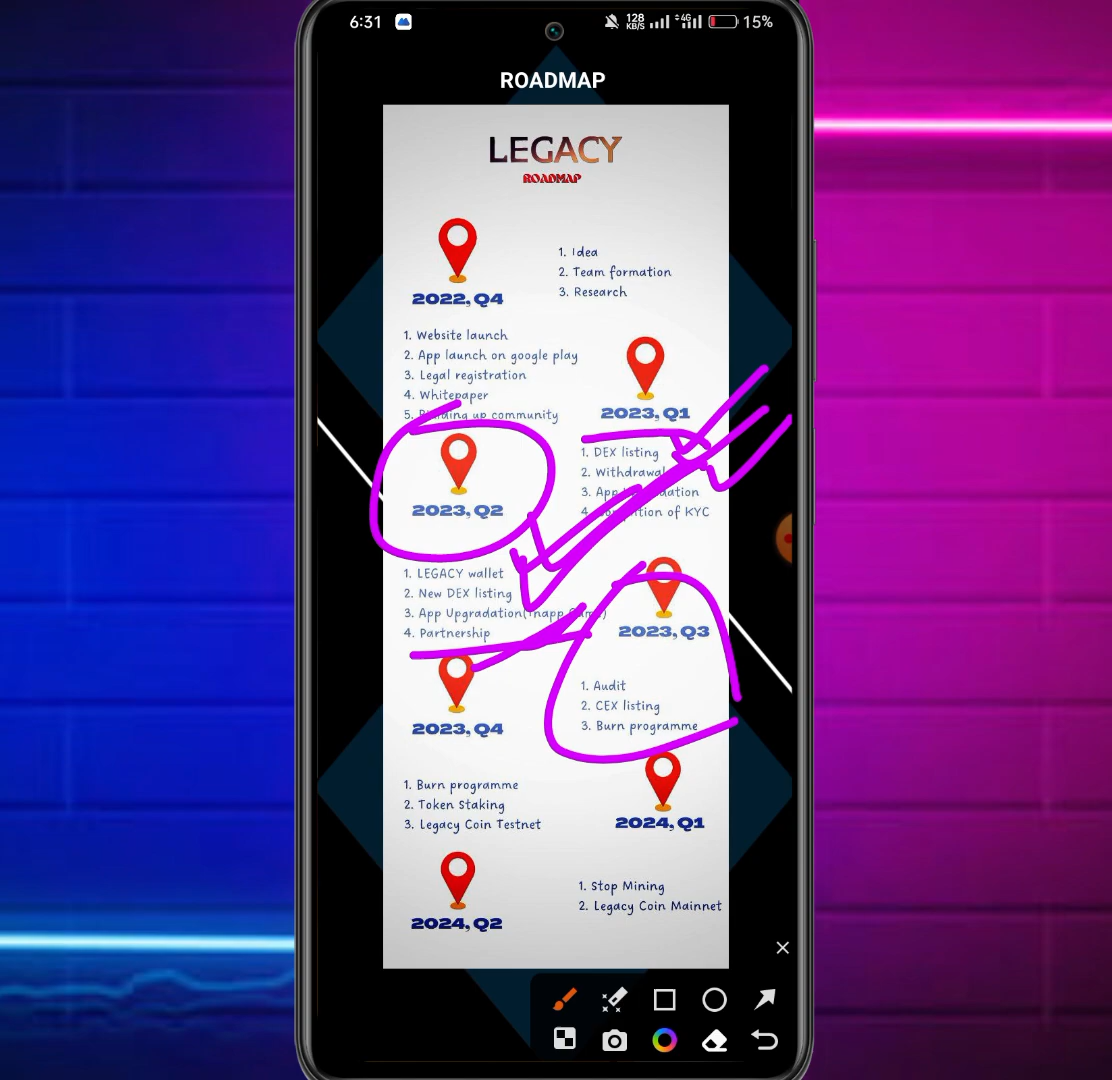 6:31
128
KB/S
4G
15%
ROADMAP
LEGACY
ROADMAP
1. Idea
2. Team formation
3. Research
2022, Q4
1. Website launch
2. App launch on google play
3. Legal registration
4. Whitepaper
5. up community
2023, Q1
1. DEX listing
2. Withdrawal
3. App
4. of KYC
2023, Q2
1. LEGACY wallet
2. New DEX listing
3. App Upgradation(
4. Partnership
2023, Q3
1. Audit
2. CEX listing
3. Burn programme
2023, Q4
1. Burn programme
2. Token Staking
3. Legacy Coin Testnet
2024, Q1
1. Stop Mining
2. Legacy Coin Mainnet
2024, Q2